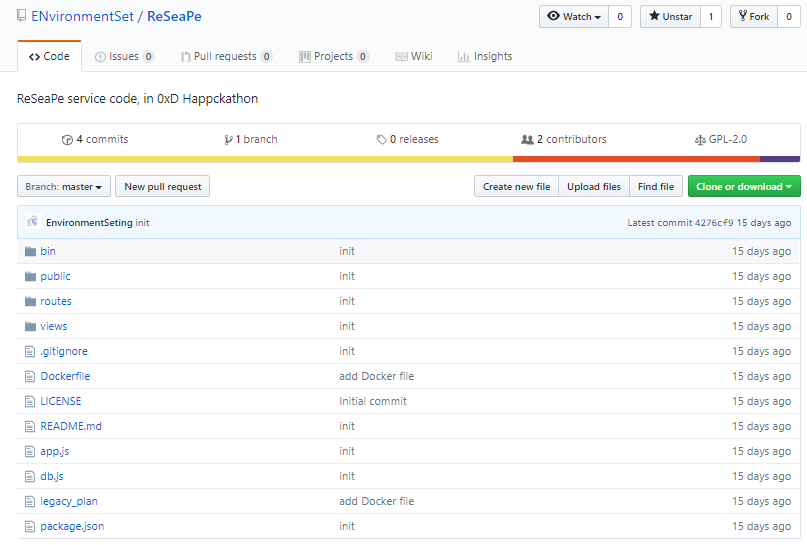 ENvironmentSet / ReSeaPe
Watch 0 Unstar 1 Fork 0
Code Issues 0 Pull requests 0 Projects 0 Wiki Insights
ReSeaPe service code, in 0xD Happckathon
4 commits 1 branch 0 releases 2 contributors GPL-2.0
Branch: master New pull request Create new file Upload files Find file Clone or download
EnvironmentSeting init Latest commit 4276cf9 15 days ago
bin init 15 days ago
public init 15 days ago
routes init 15 days ago
views init 15 days ago
.gitignore init 15 days ago
Dockerfile add Docker file 15 days ago
LICENSE Initial commit 15 days ago
README.md init 15 days ago
app.js init 15 days ago
db.js init 15 days ago
legacy_plan add Docker file 15 days ago
package.json init 15 days ago